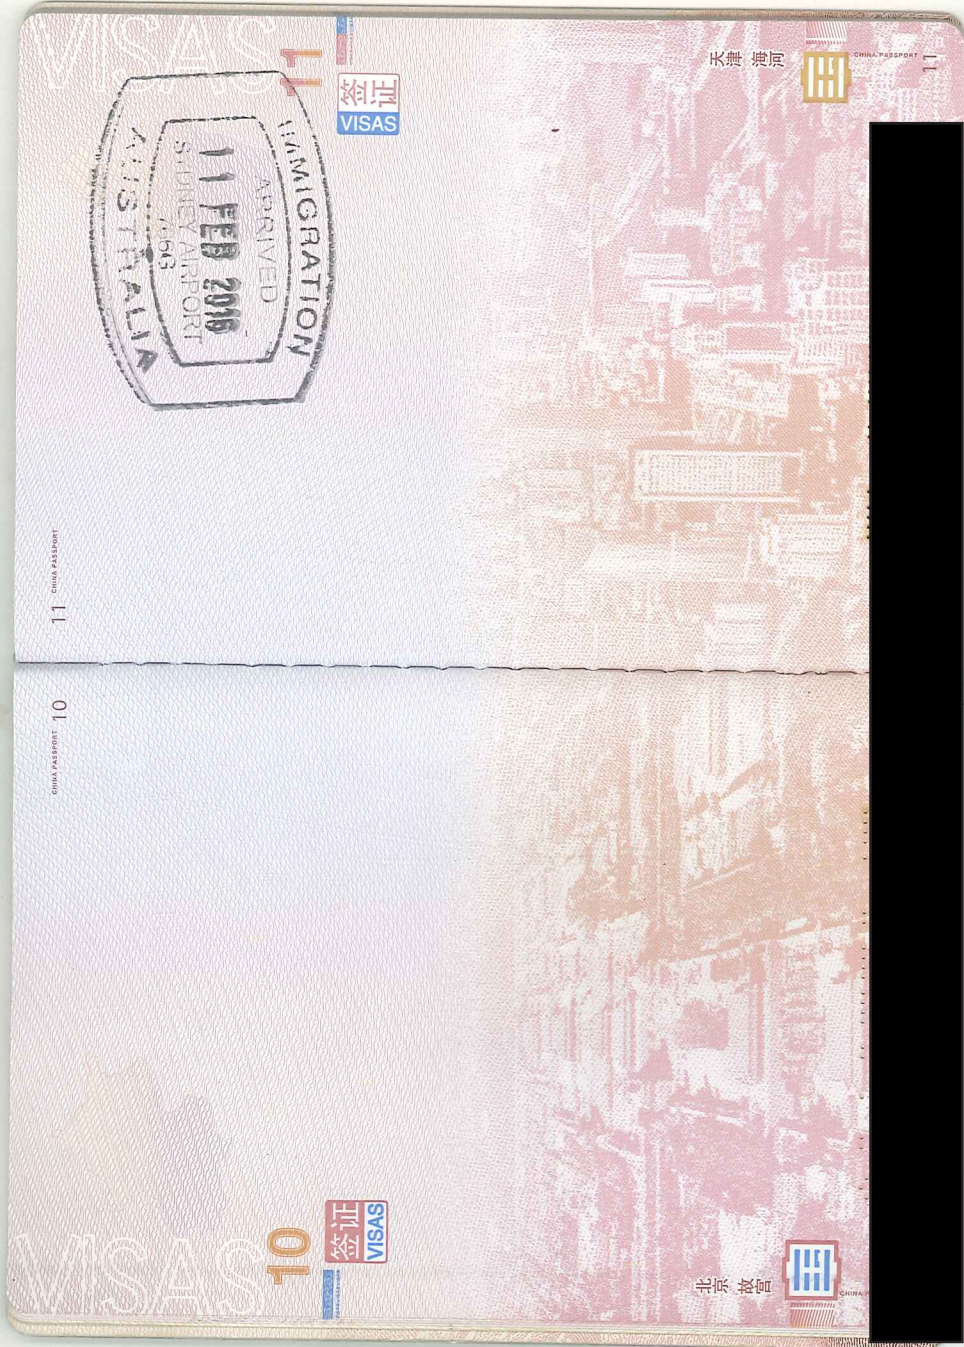 VISAS
11
签证
VISAS
IMMIGRATION
ARRIVED
11 FEB 2016
SYDNEY AIRPORT
AUSTRALIA
天津 海河
CHINA PASSPORT
11
CHINA PASSPORT
11
10
CHINA PASSPORT
VISAS
10
签证
VISAS
北京 故宫